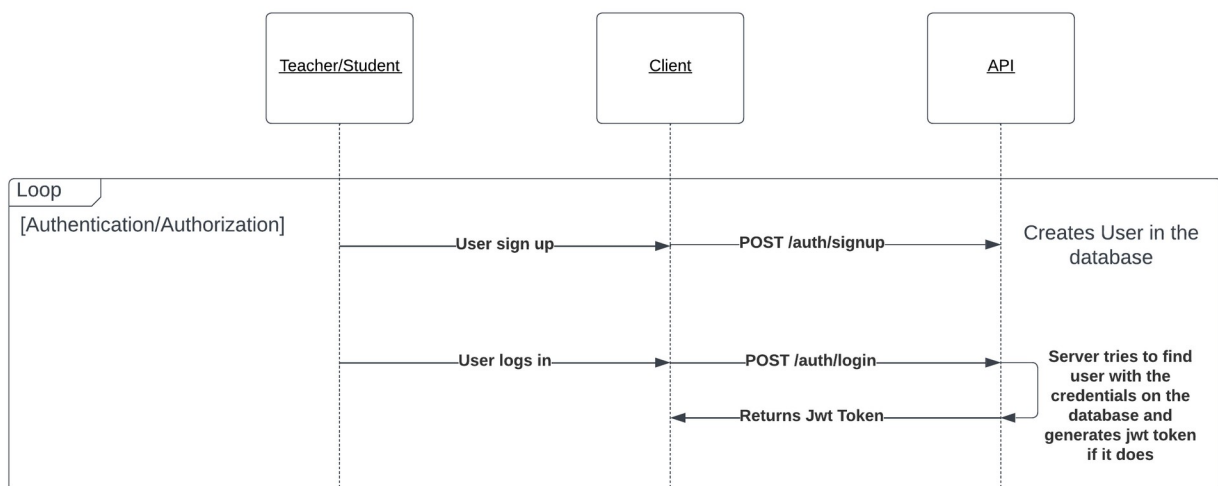 Teacher/Student
Client
API
Loop
[Authentication/Authorization]
User sign up
POST /auth/signup
Creates User in the
database
User logs in
POST /auth/login
Server tries to find
user with the
credentials on the
database and
generates jwt token
if it does
Returns Jwt Token